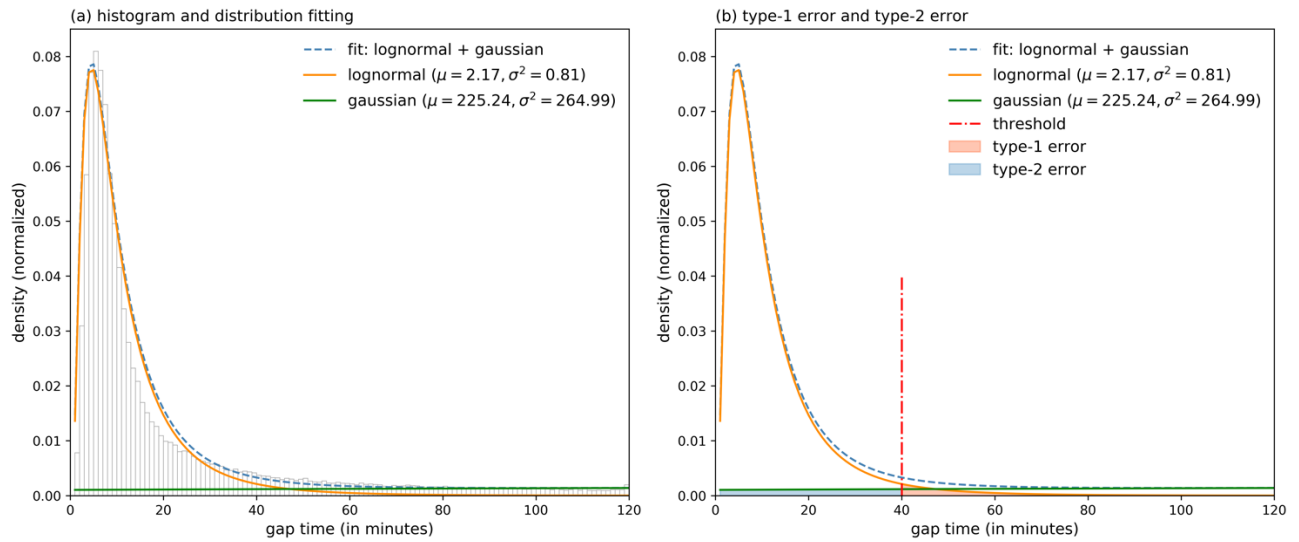 (a) histogram and distribution fitting
fit: lognormal + gaussian
lognormal (μ = 2.17, σ² = 0.81)
gaussian (μ = 225.24, σ² = 264.99)
density (normalized)
0.08
0.07
0.06
0.05
0.04
0.03
0.02
0.01
0.00
0 20 40 60 80 100 120
gap time (in minutes)
(b) type-1 error and type-2 error
fit: lognormal + gaussian
lognormal (μ = 2.17, σ² = 0.81)
gaussian (μ = 225.24, σ² = 264.99)
threshold
type-1 error
type-2 error
density (normalized)
0.08
0.07
0.06
0.05
0.04
0.03
0.02
0.01
0.00
0 20 40 60 80 100 120
gap time (in minutes)